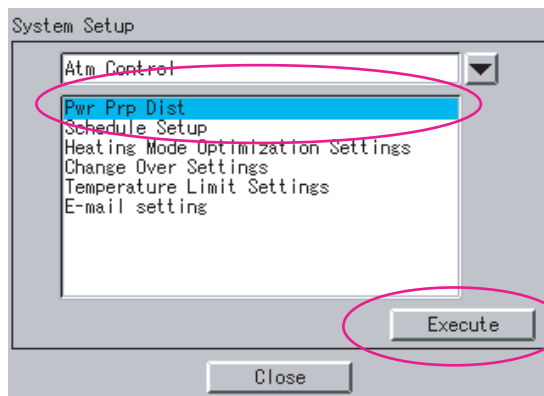 System Setup
Atm Control
Pwr Prp Dist
Schedule Setup
Heating Mode Optimization Settings
Change Over Settings
Temperature Limit Settings
E-mail setting
Execute
Close